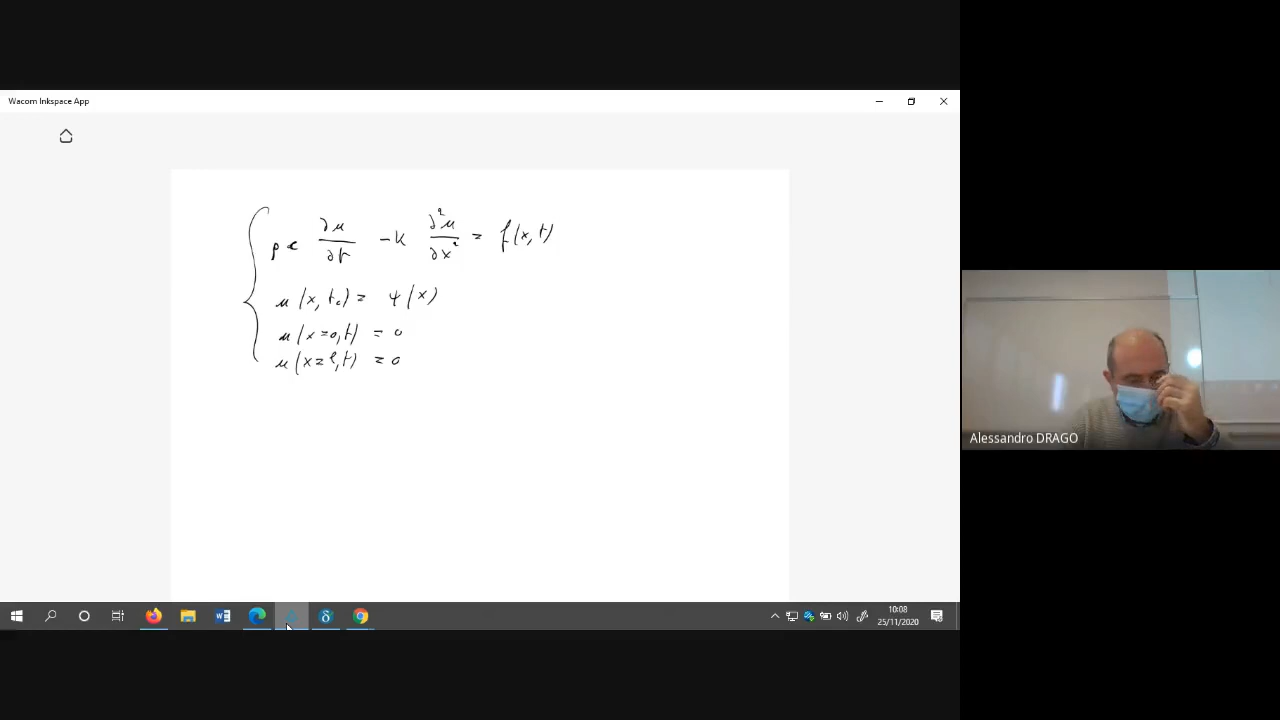 Wacom Inkspace App
ρc ∂u/∂t - k ∂²u/∂x² = f(x,t)
u(x,t₀) = ψ(x)
u(x=0,t) = 0
u(x=l,t) = 0
Alessandro DRAGO
10:08
25/11/2020